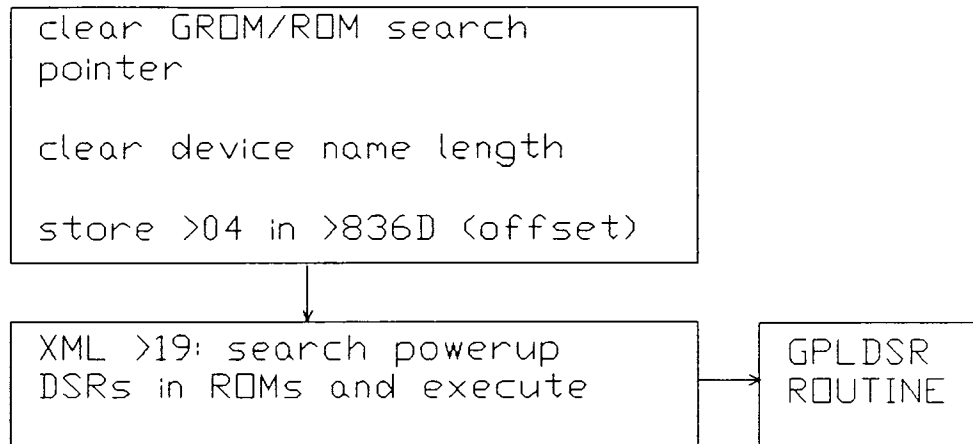 clear GROM/ROM search
pointer
clear device name length
store >04 in >836D (offset)
XML >19: search powerup
DSRs in ROMs and execute
GPLDSR
ROUTINE